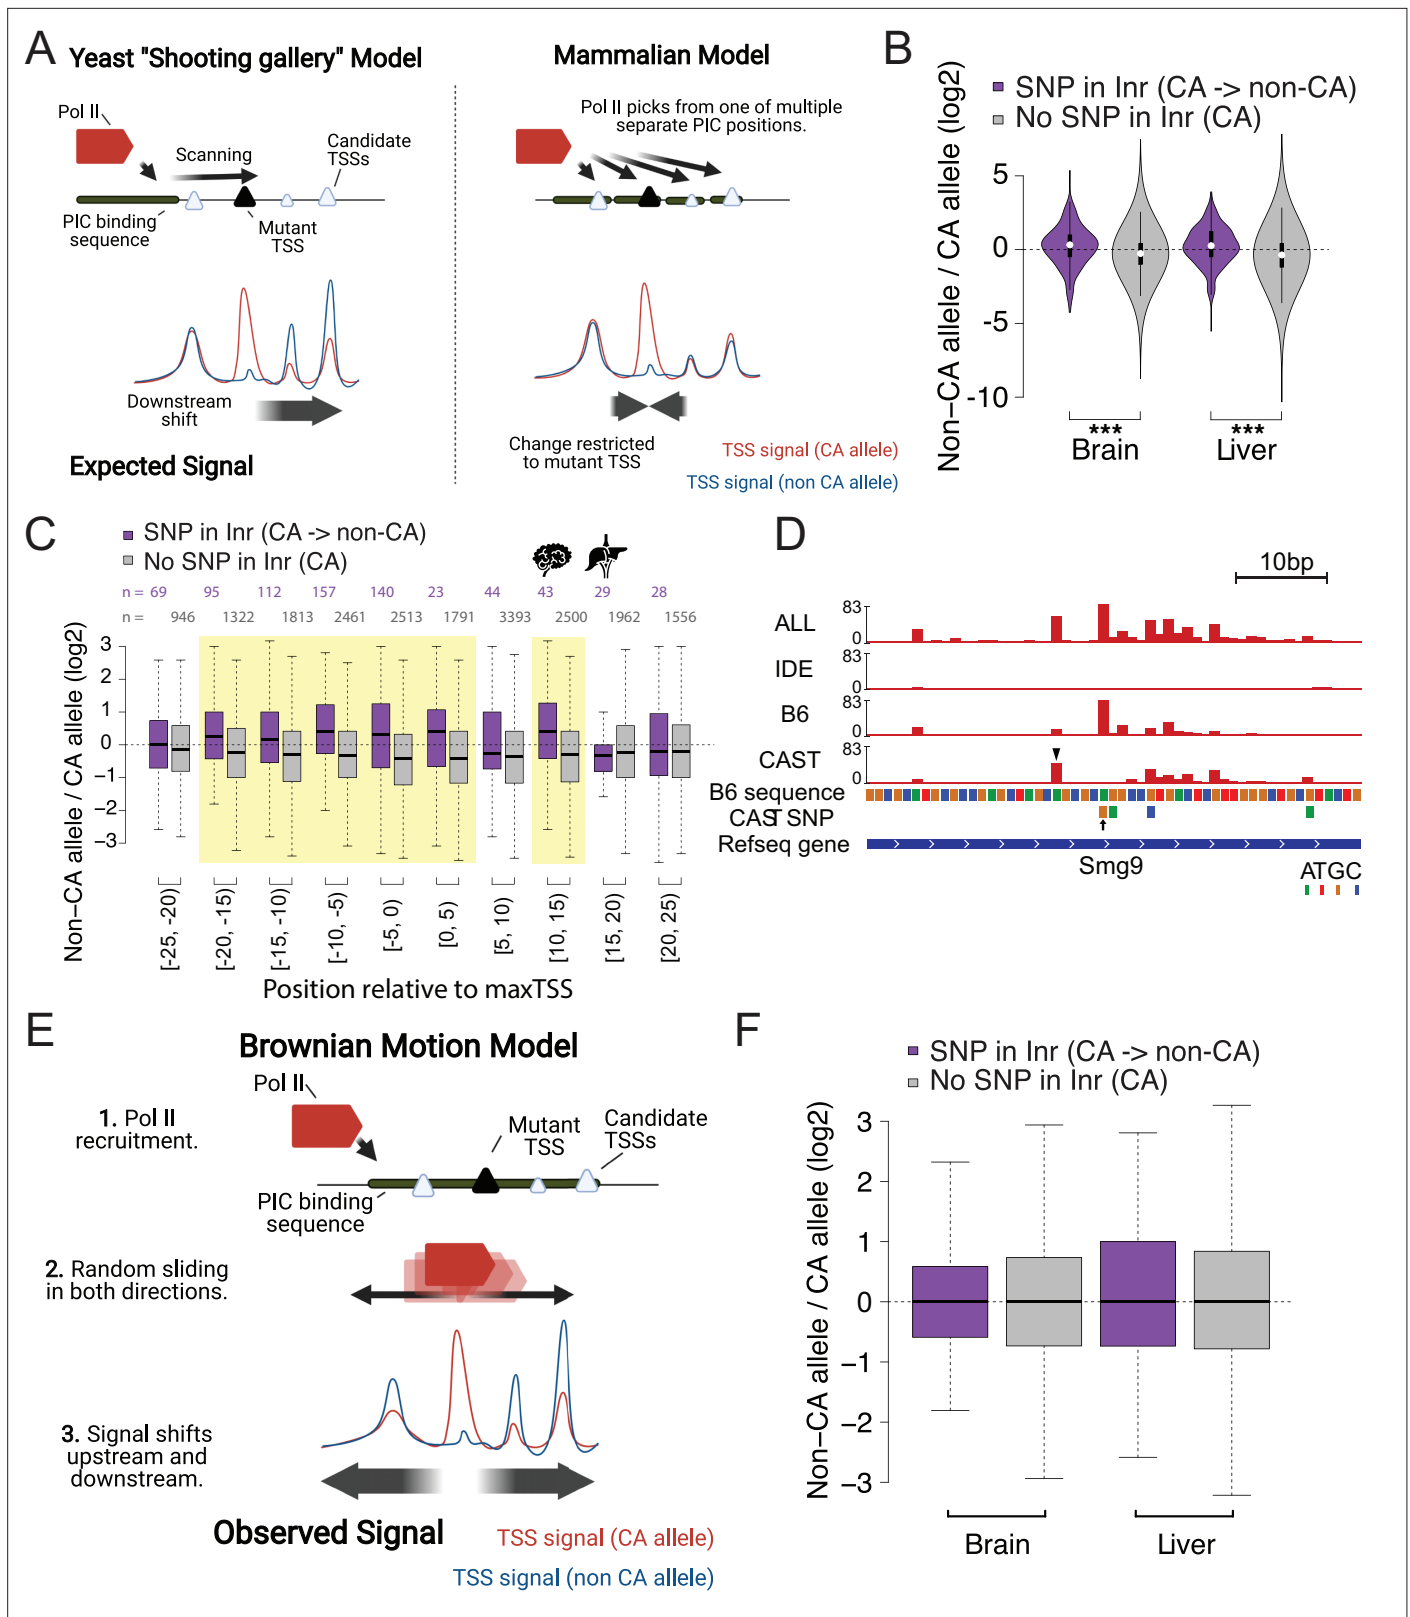 A
Yeast "Shooting gallery" Model
Pol II
Scanning
Candidate
TSSs
PIC binding
sequence
Mutant
TSS
Downstream
shift
Expected Signal
Mammalian Model
Pol II picks from one of multiple
separate PIC positions.
Change restricted
to mutant TSS
TSS signal (CA allele)
TSS signal (non CA allele)
B
SNP in Inr (CA -> non-CA)
No SNP in Inr (CA)
Non-CA allele / CA allele (log2)
5
0
-5
-10
*** ***
Brain Liver
C
SNP in Inr (CA -> non-CA)
No SNP in Inr (CA)
n = 69 95 112 157 140 23 44 43 29 28
n = 946 1322 1813 2461 2513 1791 3393 2500 1962 1556
Non-CA allele / CA allele (log2)
3
2
1
0
-1
-2
-3
[-25, -20) [-20, -15) [-15, -10) [-10, -5) [-5, 0) [0, 5) [5, 10) [10, 15) [15, 20) [20, 25)
Position relative to maxTSS
D
10bp
ALL 83 0
IDE 83 0
B6 83 0
CAST 83 0
B6 sequence
CAST SNP
Refseq gene
Smg9
ATGC
E
Brownian Motion Model
Pol II
1. Pol II
recruitment.
Mutant
TSS
Candidate
TSSs
PIC binding
sequence
2. Random sliding
in both directions.
3. Signal shifts
upstream and
downstream.
Observed Signal
TSS signal (CA allele)
TSS signal (non CA allele)
F
SNP in Inr (CA -> non-CA)
No SNP in Inr (CA)
Non-CA allele / CA allele (log2)
3
2
1
0
-1
-2
-3
Brain Liver